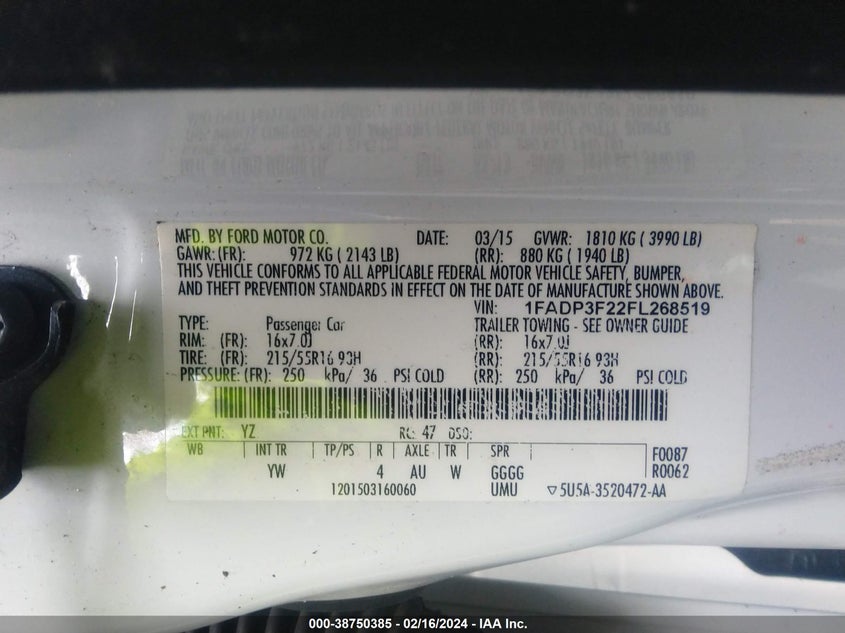 MFD. BY FORD MOTOR CO. DATE: 03/15 GVWR: 1810 KG ( 3990 LB)
GAWR: (FR): 972 KG ( 2143 LB) (RR): 880 KG ( 1940 LB)
THIS VEHICLE CONFORMS TO ALL APPLICABLE FEDERAL MOTOR VEHICLE SAFETY, BUMPER,
AND THEFT PREVENTION STANDARDS IN EFFECT ON THE DATE OF MANUFACTURE SHOWN ABOVE.
VIN: 1FADP3F22FL268519
TYPE: Passenger Car TRAILER TOWING - SEE OWNER GUIDE
RIM: (FR): 16x7.0J (RR): 16x7.0J
TIRE: (FR): 215/55R16 93H (RR): 215/55R16 93H
PRESSURE: (FR): 250 kPa/ 36 PSI COLD (RR): 250 kPa/ 36 PSI COLD
EXT PNT: YZ RC: 47 DSO:
WB INT TR TP/PS R AXLE TR SPR F0087
YW 4 AU W GGGG R0062
1201503160060 UMU ▽5U5A-3520472-AA
000-38750385 - 02/16/2024 - IAA Inc.